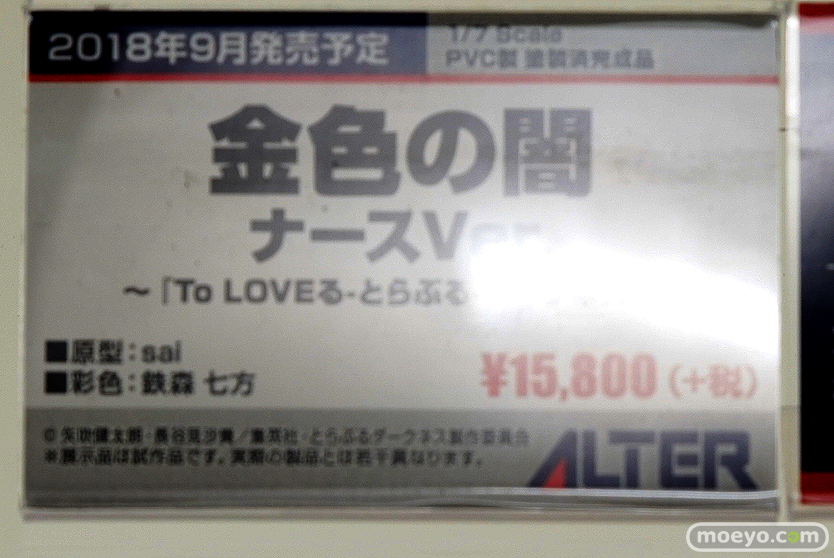 2018年9月発売予定
1/7 Scale
PVC製 塗装済完成品
金色の闇
ナースVer.
～『To LOVEる-とらぶる-
■原型：sai
■彩色：鉄森 七方
¥15,800（+税）
© 矢吹健太朗・長谷見沙貴／集英社・とらぶるダークネス製作委員会
※展示品は試作品です。実際の製品とは若干異なります。
ALTER
moeyo.com